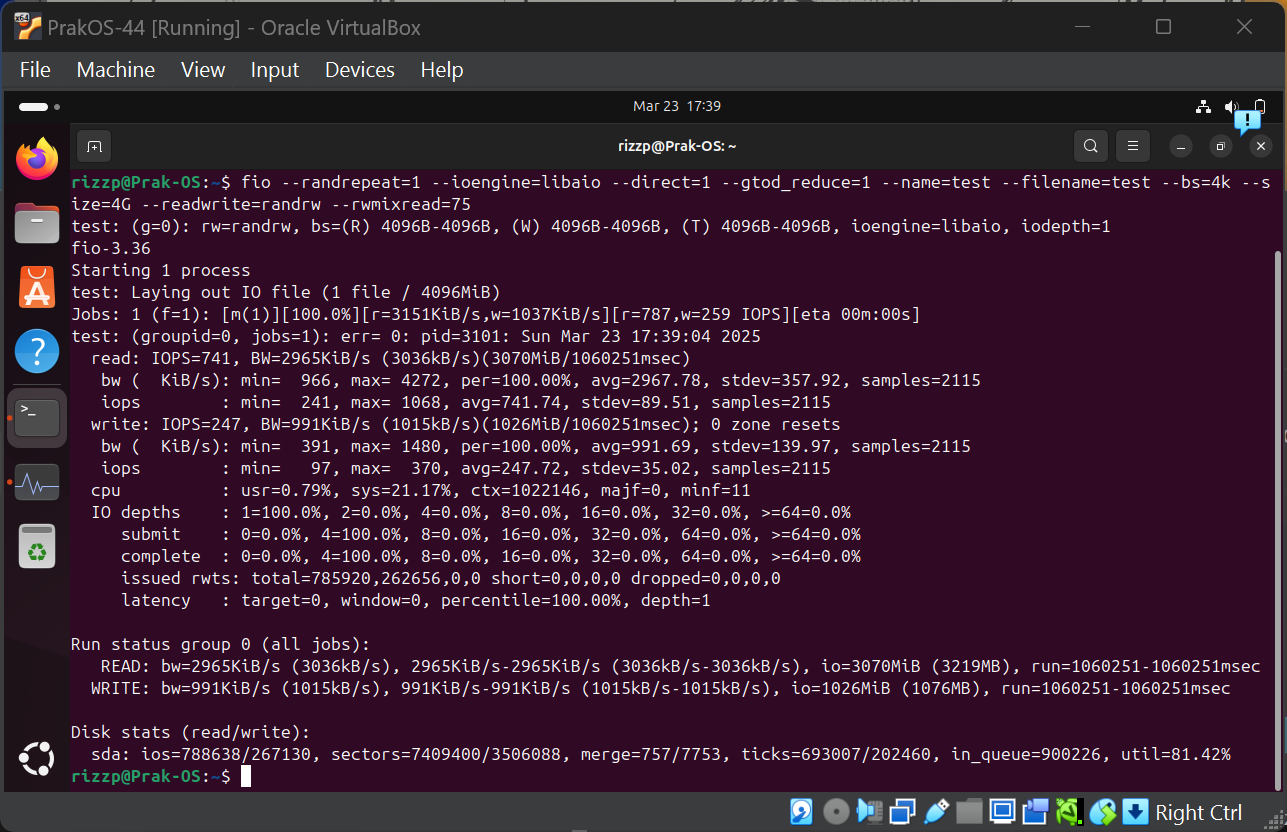 PrakOS-44 [Running] - Oracle VirtualBox
File Machine View Input Devices Help
Mar 23 17:39
rizzp@Prak-OS: ~
rizzp@Prak-OS:~$ fio --randrepeat=1 --ioengine=libaio --direct=1 --gtod_reduce=1 --name=test --filename=test --bs=4k --s
ize=4G --readwrite=randrw --rwmixread=75
test: (g=0): rw=randrw, bs=(R) 4096B-4096B, (W) 4096B-4096B, (T) 4096B-4096B, ioengine=libaio, iodepth=1
fio-3.36
Starting 1 process
test: Laying out IO file (1 file / 4096MiB)
Jobs: 1 (f=1): [m(1)][100.0%][r=3151KiB/s,w=1037KiB/s][r=787,w=259 IOPS][eta 00m:00s]
test: (groupid=0, jobs=1): err= 0: pid=3101: Sun Mar 23 17:39:04 2025
  read: IOPS=741, BW=2965KiB/s (3036kB/s)(3070MiB/1060251msec)
   bw (  KiB/s): min=  966, max= 4272, per=100.00%, avg=2967.78, stdev=357.92, samples=2115
   iops        : min=  241, max= 1068, avg=741.74, stdev=89.51, samples=2115
  write: IOPS=247, BW=991KiB/s (1015kB/s)(1026MiB/1060251msec); 0 zone resets
   bw (  KiB/s): min=  391, max= 1480, per=100.00%, avg=991.69, stdev=139.97, samples=2115
   iops        : min=   97, max=  370, avg=247.72, stdev=35.02, samples=2115
  cpu          : usr=0.79%, sys=21.17%, ctx=1022146, majf=0, minf=11
  IO depths    : 1=100.0%, 2=0.0%, 4=0.0%, 8=0.0%, 16=0.0%, 32=0.0%, >=64=0.0%
     submit    : 0=0.0%, 4=100.0%, 8=0.0%, 16=0.0%, 32=0.0%, 64=0.0%, >=64=0.0%
     complete  : 0=0.0%, 4=100.0%, 8=0.0%, 16=0.0%, 32=0.0%, 64=0.0%, >=64=0.0%
     issued rwts: total=785920,262656,0,0 short=0,0,0,0 dropped=0,0,0,0
     latency   : target=0, window=0, percentile=100.00%, depth=1
Run status group 0 (all jobs):
   READ: bw=2965KiB/s (3036kB/s), 2965KiB/s-2965KiB/s (3036kB/s-3036kB/s), io=3070MiB (3219MB), run=1060251-1060251msec
  WRITE: bw=991KiB/s (1015kB/s), 991KiB/s-991KiB/s (1015kB/s-1015kB/s), io=1026MiB (1076MB), run=1060251-1060251msec
Disk stats (read/write):
  sda: ios=788638/267130, sectors=7409400/3506088, merge=757/7753, ticks=693007/202460, in_queue=900226, util=81.42%
rizzp@Prak-OS:~$
Right Ctrl